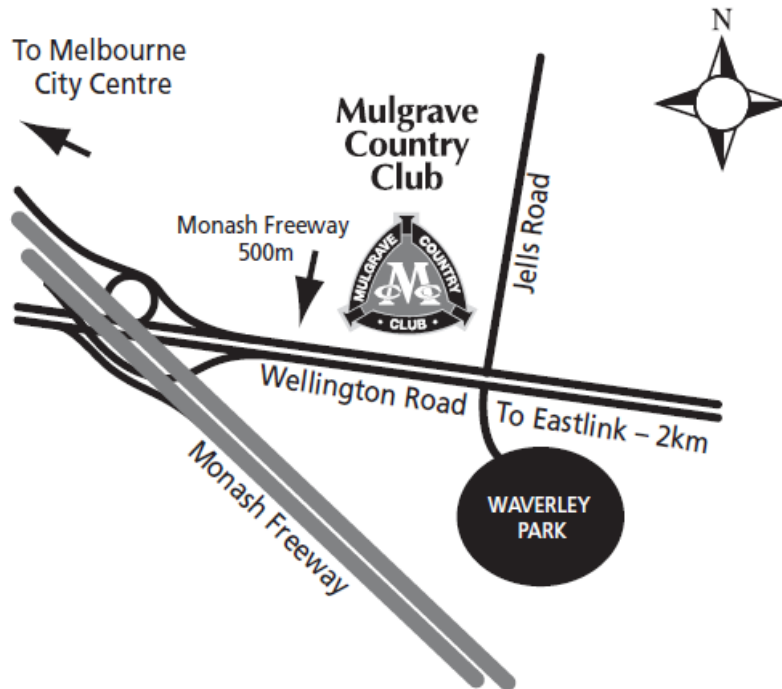 To Melbourne
City Centre
N
Mulgrave
Country
Club
Monash Freeway
500m
Jells Road
MULGRAVE
COUNTRY
M
• CLUB •
Wellington Road
To Eastlink – 2km
Monash Freeway
WAVERLEY
PARK